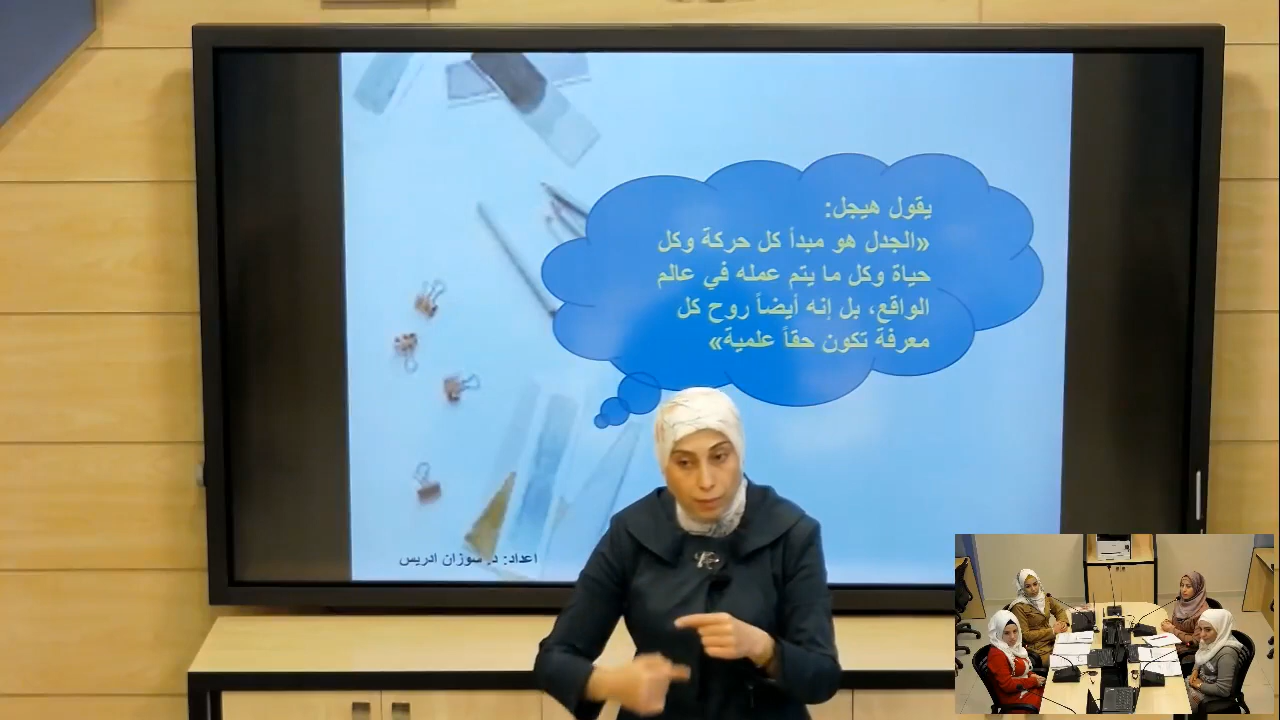 يقول هيجل:
«الجدل هو مبدأ كل حركة وكل
حياة وكل ما يتم عمله في عالم
الواقع، بل إنه أيضاً روح كل
معرفة تكون حقاً علمية»
اعداد: د. سوزان ادريس